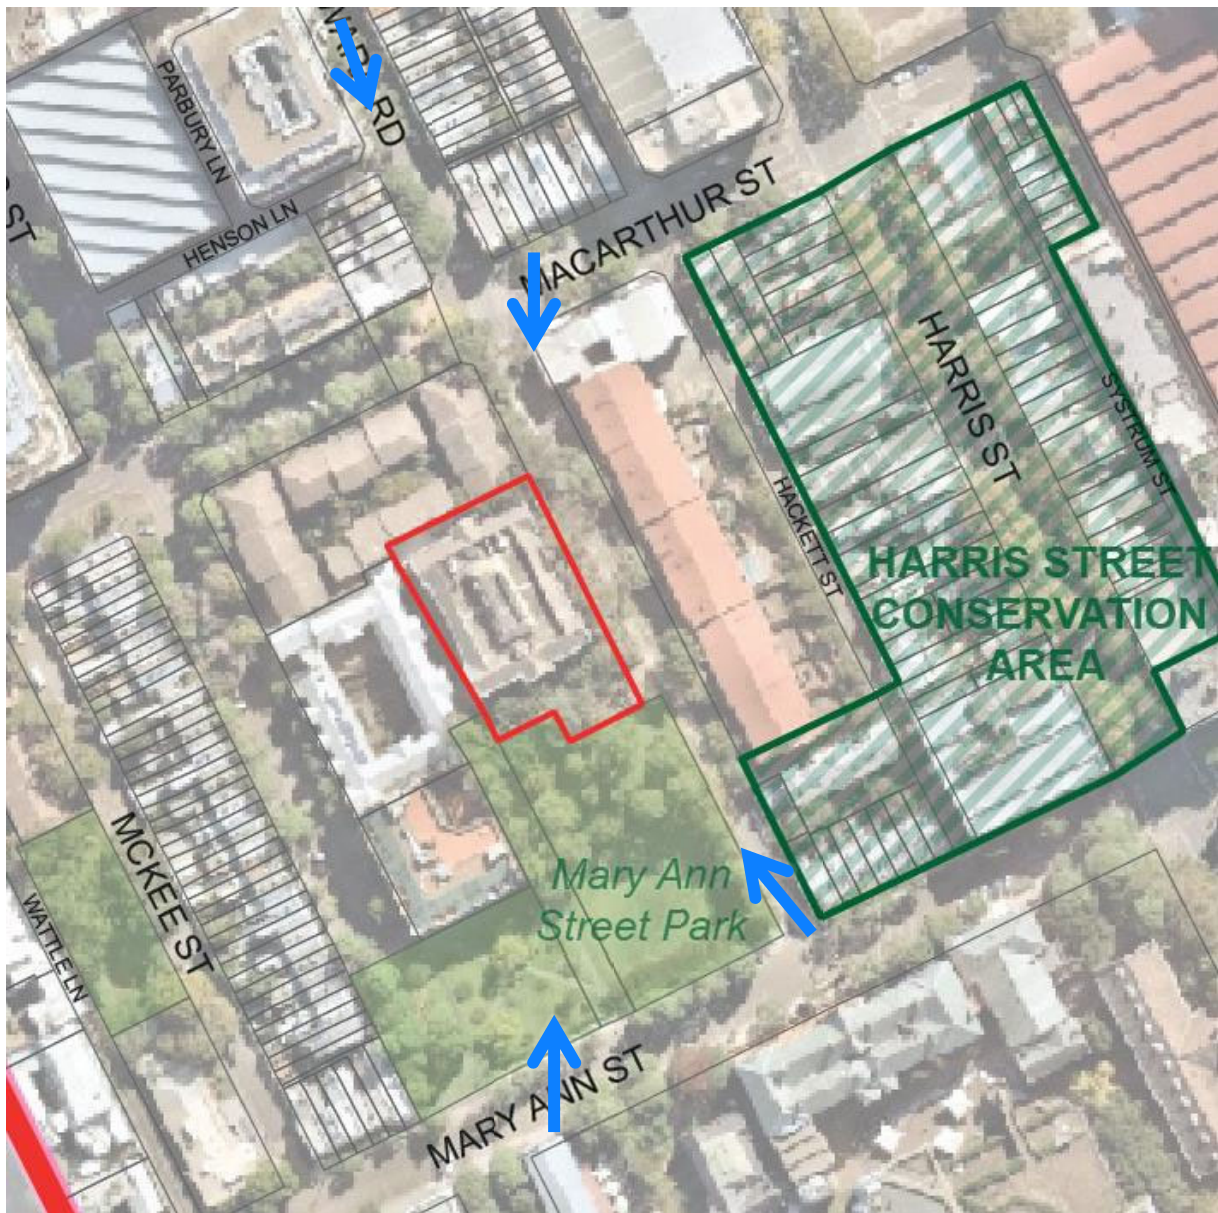 PARBURY LN
RD
ST
HENSON LN
MACARTHUR ST
HARRIS ST
SYSTRUM ST
HACKETT ST
HARRIS STREET
CONSERVATION
AREA
MCKEE ST
WATTLE LN
Mary Ann
Street Park
MARY ANN ST